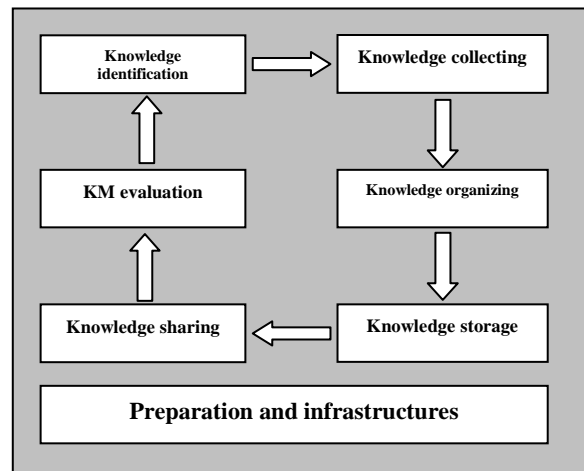 Knowledge
identification
Knowledge collecting
KM evaluation
Knowledge organizing
Knowledge sharing
Knowledge storage
Preparation and infrastructures